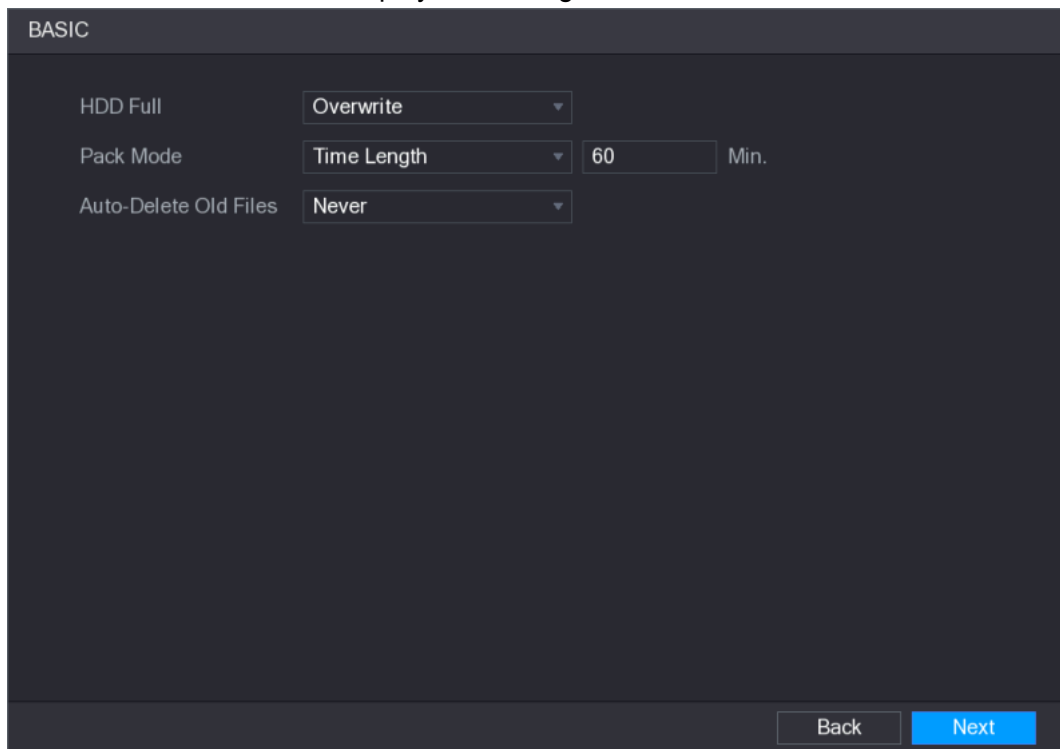 BASIC
HDD Full Overwrite
Pack Mode Time Length 60 Min.
Auto-Delete Old Files Never
Back Next